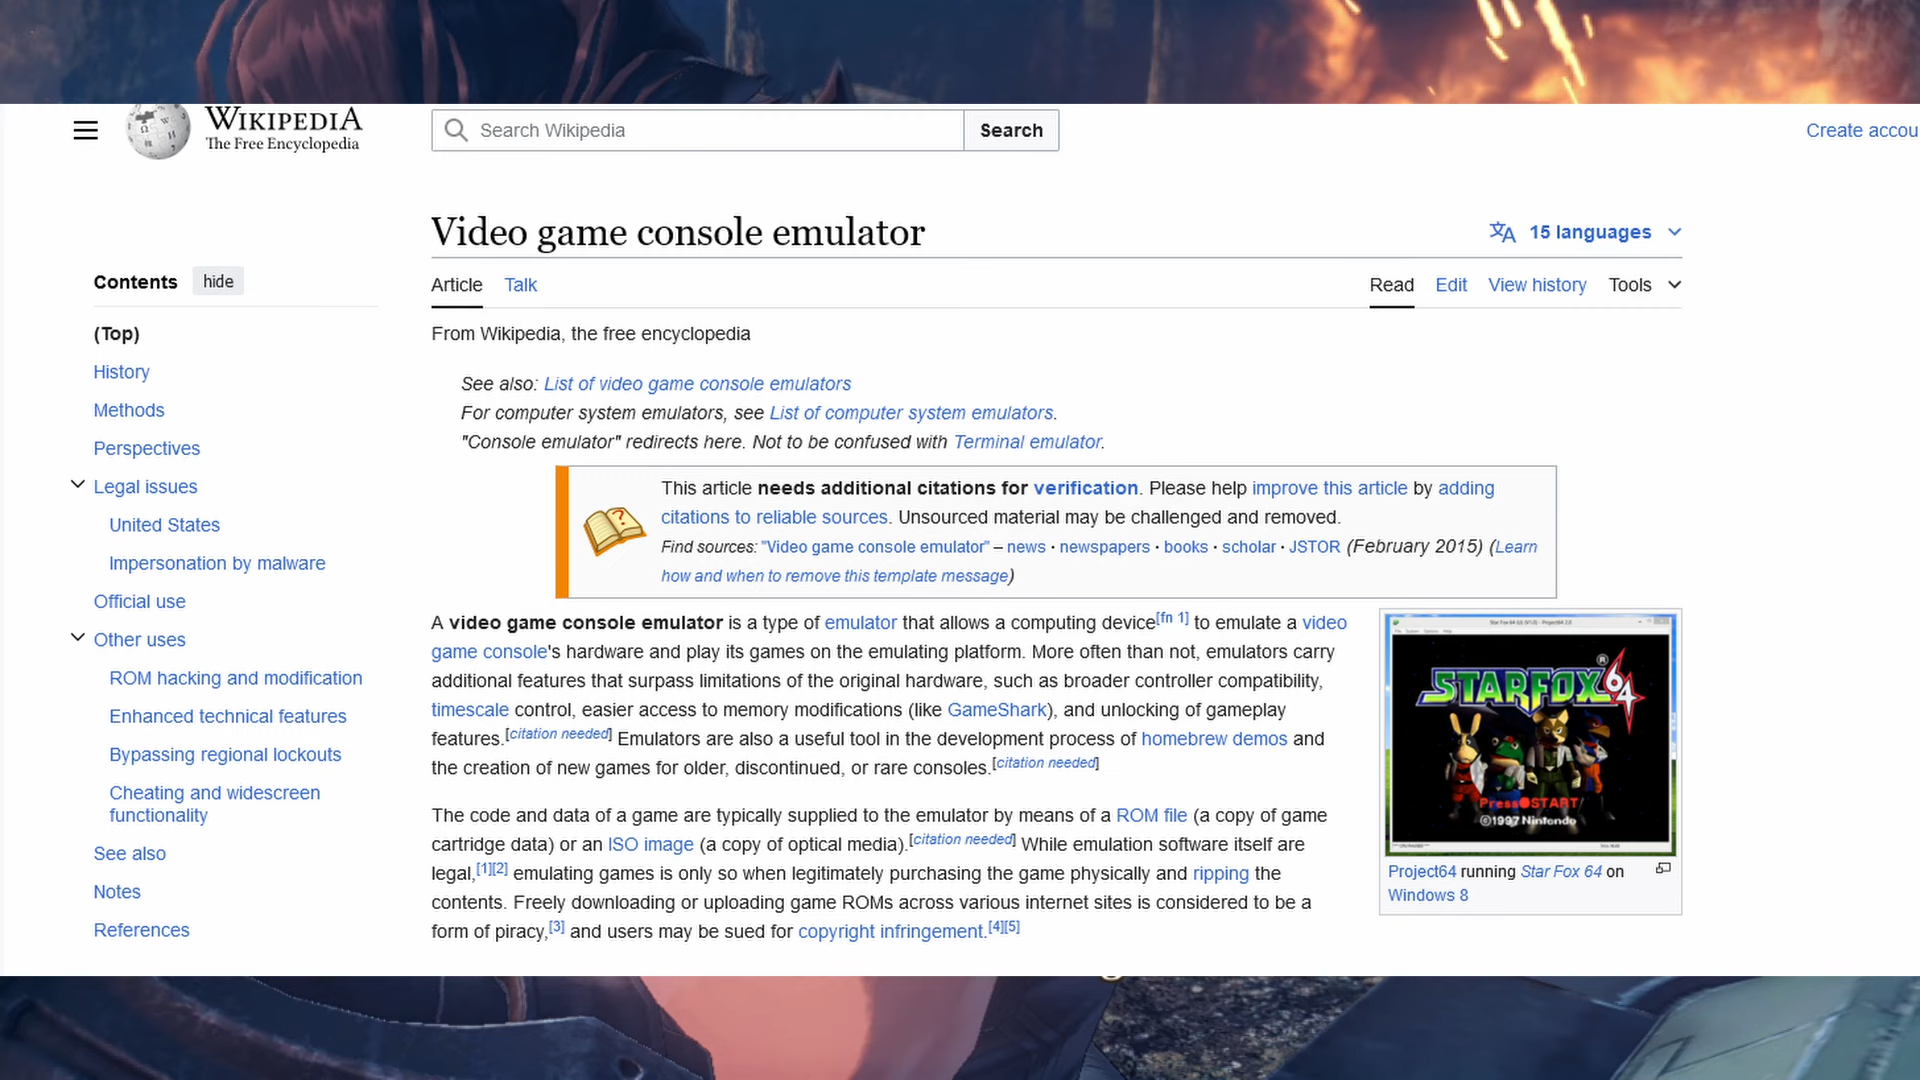 WIKIPEDIA
The Free Encyclopedia
Search Wikipedia
Search
Create accou
Video game console emulator
15 languages
Contents
hide
Article
Talk
Read
Edit
View history
Tools
(Top)
History
Methods
Perspectives
Legal issues
United States
Impersonation by malware
Official use
Other uses
ROM hacking and modification
Enhanced technical features
Bypassing regional lockouts
Cheating and widescreen
functionality
See also
Notes
References
From Wikipedia, the free encyclopedia
See also: List of video game console emulators
For computer system emulators, see List of computer system emulators.
"Console emulator" redirects here. Not to be confused with Terminal emulator.
This article needs additional citations for verification. Please help improve this article by adding
citations to reliable sources. Unsourced material may be challenged and removed.
Find sources: "Video game console emulator" – news · newspapers · books · scholar · JSTOR (February 2015) (Learn
how and when to remove this template message)
A video game console emulator is a type of emulator that allows a computing device[fn 1] to emulate a video
game console's hardware and play its games on the emulating platform. More often than not, emulators carry
additional features that surpass limitations of the original hardware, such as broader controller compatibility,
timescale control, easier access to memory modifications (like GameShark), and unlocking of gameplay
features.[citation needed] Emulators are also a useful tool in the development process of homebrew demos and
the creation of new games for older, discontinued, or rare consoles.[citation needed]
The code and data of a game are typically supplied to the emulator by means of a ROM file (a copy of game
cartridge data) or an ISO image (a copy of optical media).[citation needed] While emulation software itself are
legal,[1][2] emulating games is only so when legitimately purchasing the game physically and ripping the
contents. Freely downloading or uploading game ROMs across various internet sites is considered to be a
form of piracy,[3] and users may be sued for copyright infringement.[4][5]
STARFOX 64 ®
Press START
©1997 Nintendo
Project64 running Star Fox 64 on
Windows 8